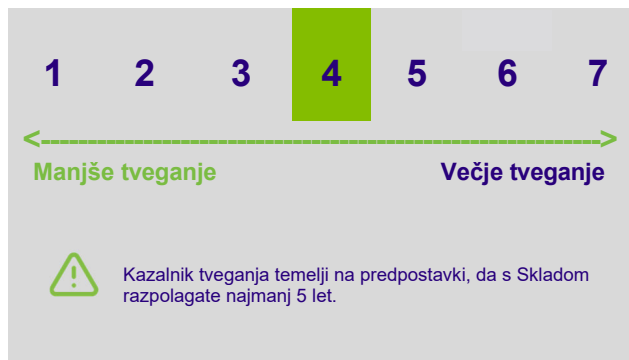 1 2 3 4 5 6 7
<-------------------------------------------------------------->
Manjše tveganje Večje tveganje
Kazalnik tveganja temelji na predpostavki, da s Skladom
razpolagate najmanj 5 let.